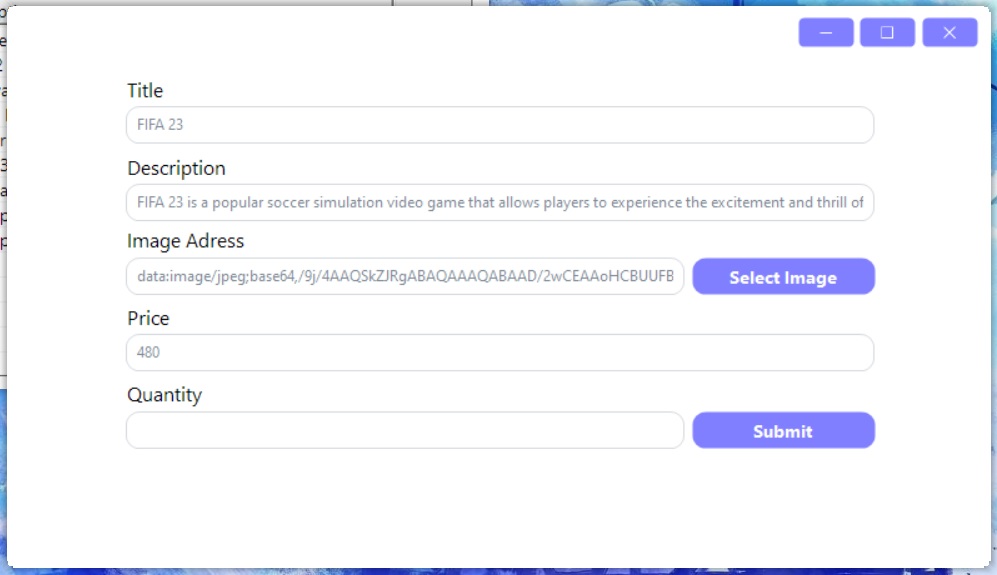 Title
FIFA 23
Description
FIFA 23 is a popular soccer simulation video game that allows players to experience the excitement and thrill of
Image Adress
data:image/jpeg;base64,/9j/4AAQSkZJRgABAQAAAQABAAD/2wCEAAoHCBUUFB
Select Image
Price
480
Quantity
Submit